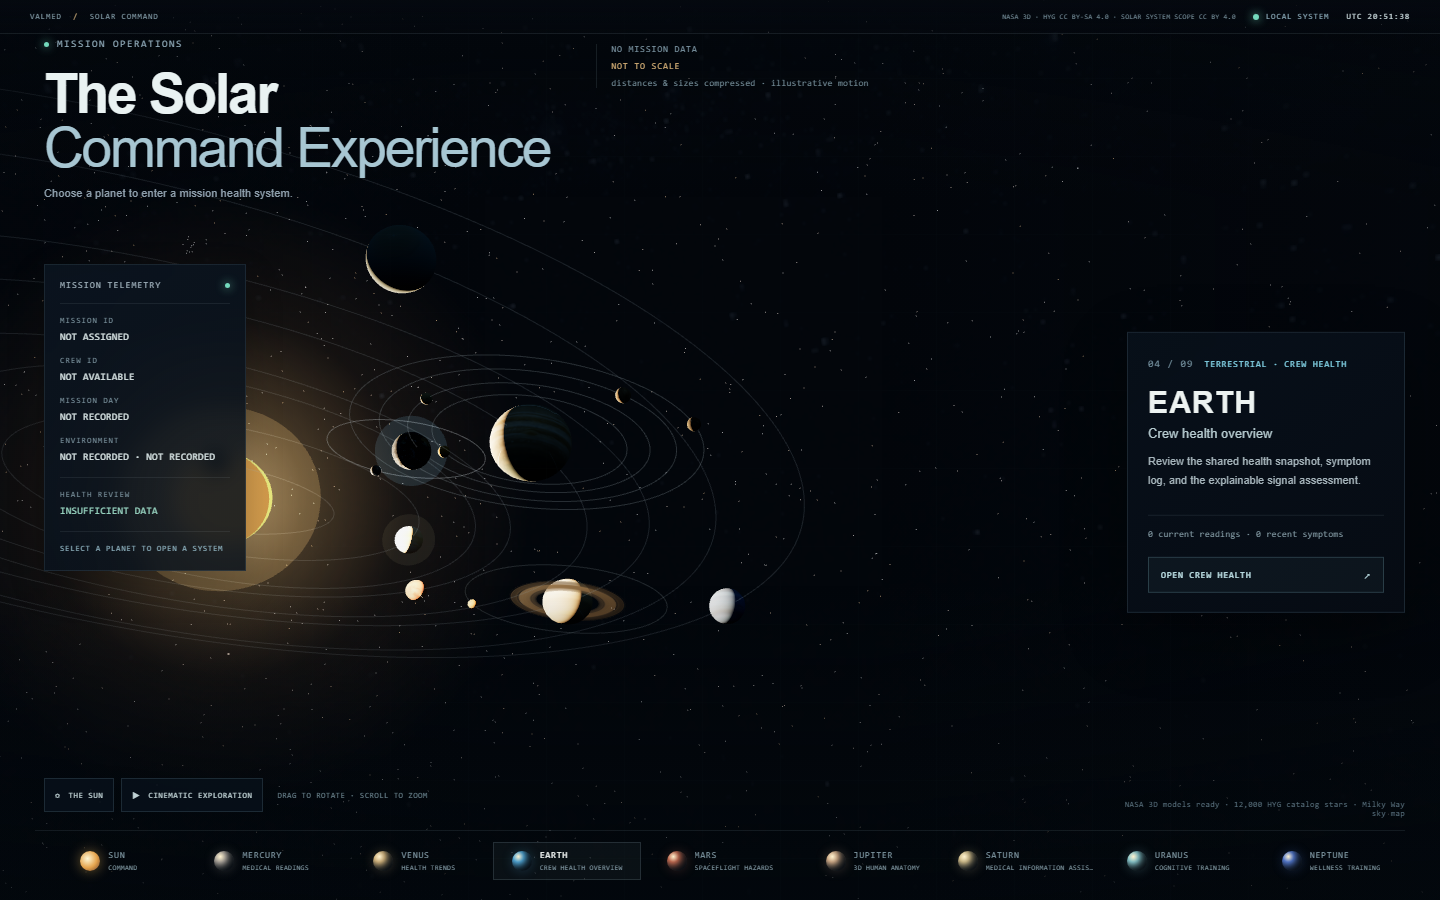 VALMED / SOLAR COMMAND
NASA 3D · HYG CC BY-SA 4.0 · SOLAR SYSTEM SCOPE CC BY 4.0
LOCAL SYSTEM
UTC 20:51:38
MISSION OPERATIONS
NO MISSION DATA
NOT TO SCALE
distances & sizes compressed · illustrative motion
The Solar
Command Experience
Choose a planet to enter a mission health system.
MISSION TELEMETRY
MISSION ID
NOT ASSIGNED
CREW ID
NOT AVAILABLE
MISSION DAY
NOT RECORDED
ENVIRONMENT
NOT RECORDED · NOT RECORDED
HEALTH REVIEW
INSUFFICIENT DATA
SELECT A PLANET TO OPEN A SYSTEM
04 / 09 TERRESTRIAL · CREW HEALTH
EARTH
Crew health overview
Review the shared health snapshot, symptom
log, and the explainable signal assessment.
0 current readings · 0 recent symptoms
OPEN CREW HEALTH ↗
THE SUN
CINEMATIC EXPLORATION
DRAG TO ROTATE · SCROLL TO ZOOM
NASA 3D models ready · 12,000 HYG catalog stars · Milky Way
sky map
SUN
COMMAND
MERCURY
MEDICAL READINGS
VENUS
HEALTH TRENDS
EARTH
CREW HEALTH OVERVIEW
MARS
SPACEFLIGHT HAZARDS
JUPITER
3D HUMAN ANATOMY
SATURN
MEDICAL INFORMATION ASSIS…
URANUS
COGNITIVE TRAINING
NEPTUNE
WELLNESS TRAINING